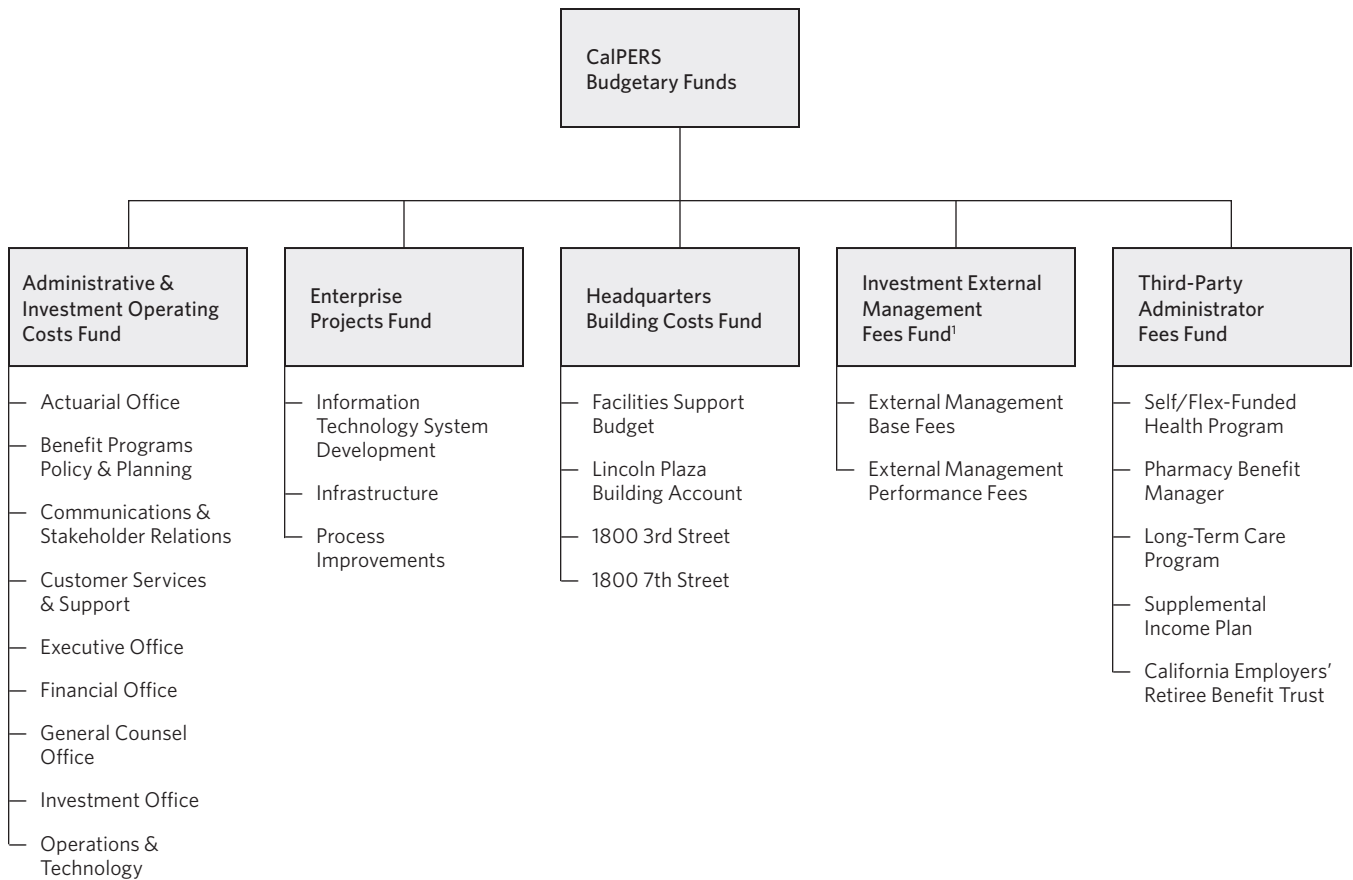 CalPERS
Budgetary Funds
Administrative &
Investment Operating
Costs Fund
Actuarial Office
Benefit Programs
Policy & Planning
Communications &
Stakeholder Relations
Customer Services
& Support
Executive Office
Financial Office
General Counsel
Office
Investment Office
Operations &
Technology
Enterprise
Projects Fund
Information
Technology System
Development
Infrastructure
Process
Improvements
Headquarters
Building Costs Fund
Facilities Support
Budget
Lincoln Plaza
Building Account
1800 3rd Street
1800 7th Street
Investment External
Management
Fees Fund¹
External Management
Base Fees
External Management
Performance Fees
Third-Party
Administrator
Fees Fund
Self/Flex-Funded
Health Program
Pharmacy Benefit
Manager
Long-Term Care
Program
Supplemental
Income Plan
California Employers’
Retiree Benefit Trust